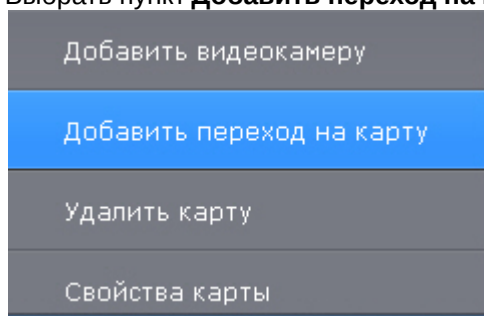 Выбрать пункт Добавить переход на
Добавить видеокамеру
Добавить переход на карту
Удалить карту
Свойства карты